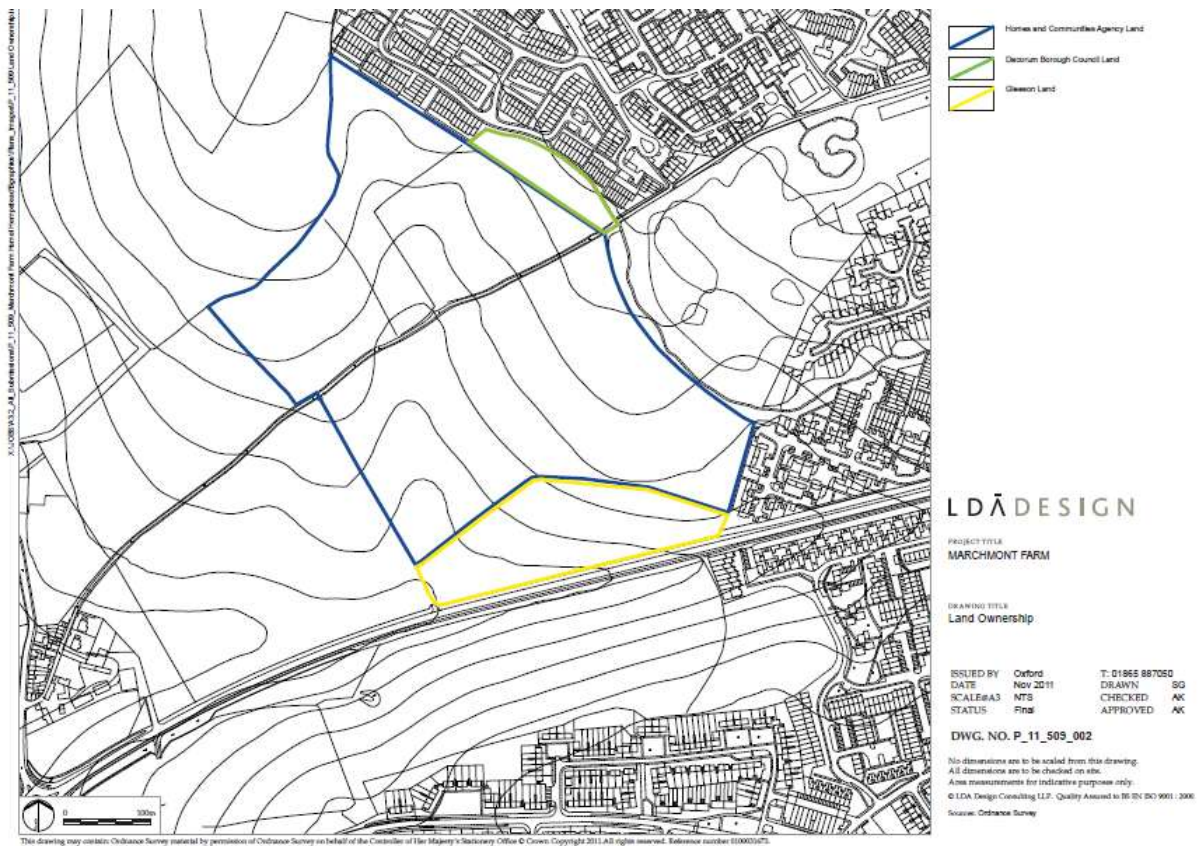 Homes and Communities Agency Land
Dacorum Borough Council Land
Gleeson Land
LDĀDESIGN
PROJECT TITLE
MARCHMONT FARM
DRAWING TITLE
Land Ownership
ISSUED BY Oxford T: 01865 887050
DATE Nov 2011 DRAWN SG
SCALE@A3 NTS CHECKED AK
STATUS Final APPROVED AK
DWG. NO. P_11_509_002
No dimensions are to be scaled from this drawing.
All dimensions are to be checked on site.
Area measurements for indicative purposes only.
© LDA Design Consulting LLP. Quality Assured to BS EN ISO 9001 : 2008
Sources: Ordnance Survey
0 100m
This drawing may contain: Ordnance Survey material by permission of Ordnance Survey on behalf of the Controller of Her Majesty's Stationery Office © Crown Copyright 2011. All rights reserved. Reference number